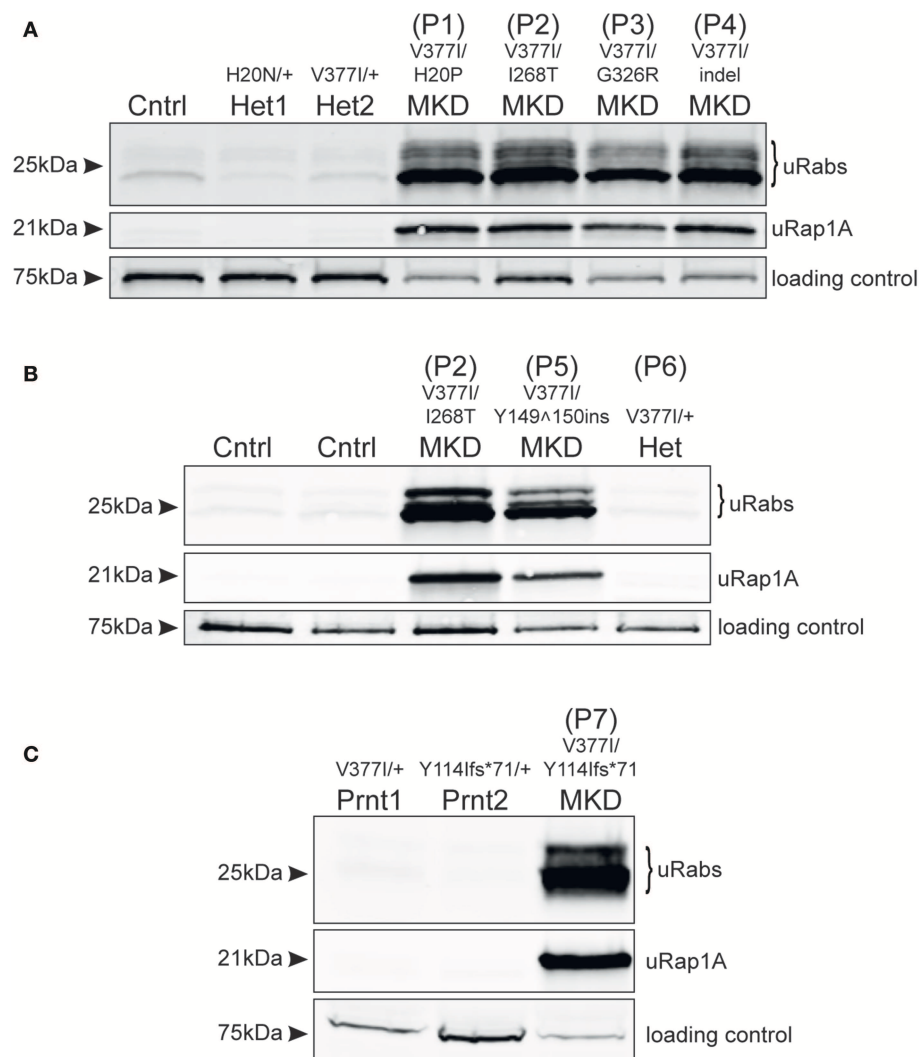 A
(P1) (P2) (P3) (P4)
V377I/ V377I/ V377I/ V377I/
H20N/+ V377I/+ H20P I268T G326R indel
Cntrl Het1 Het2 MKD MKD MKD MKD
25kDa uRabs
21kDa uRap1A
75kDa loading control
B
(P2) (P5) (P6)
V377I/ V377I/
I268T Y149^150ins V377I/+
Cntrl Cntrl MKD MKD Het
25kDa uRabs
21kDa uRap1A
75kDa loading control
C
(P7)
V377I/
V377I/+ Y114Ifs*71/+ Y114Ifs*71
Prnt1 Prnt2 MKD
25kDa uRabs
21kDa uRap1A
75kDa loading control